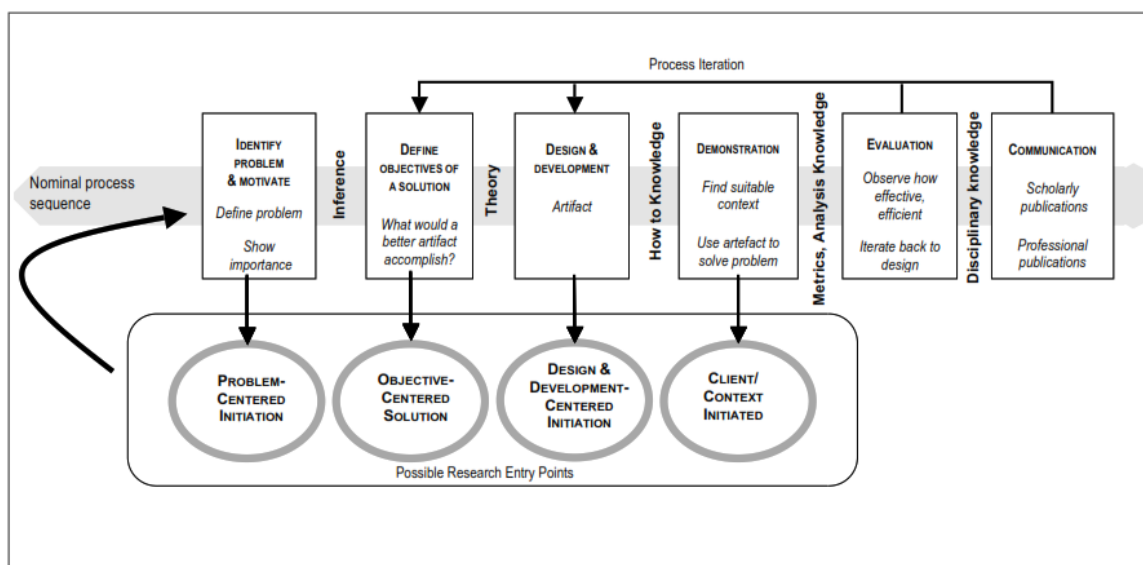 Process Iteration
Nominal process
sequence
IDENTIFY
PROBLEM
& MOTIVATE
Define problem
Show
importance
Inference
DEFINE
OBJECTIVES OF
A SOLUTION
What would a
better artifact
accomplish?
Theory
DESIGN &
DEVELOPMENT
Artifact
How to Knowledge
DEMONSTRATION
Find suitable
context
Use artefact to
solve problem
Metrics, Analysis Knowledge
EVALUATION
Observe how
effective,
efficient
Iterate back to
design
Disciplinary knowledge
COMMUNICATION
Scholarly
publications
Professional
publications
PROBLEM-
CENTERED
INITIATION
OBJECTIVE-
CENTERED
SOLUTION
DESIGN &
DEVELOPMENT-
CENTERED
INITIATION
CLIENT/
CONTEXT
INITIATED
Possible Research Entry Points